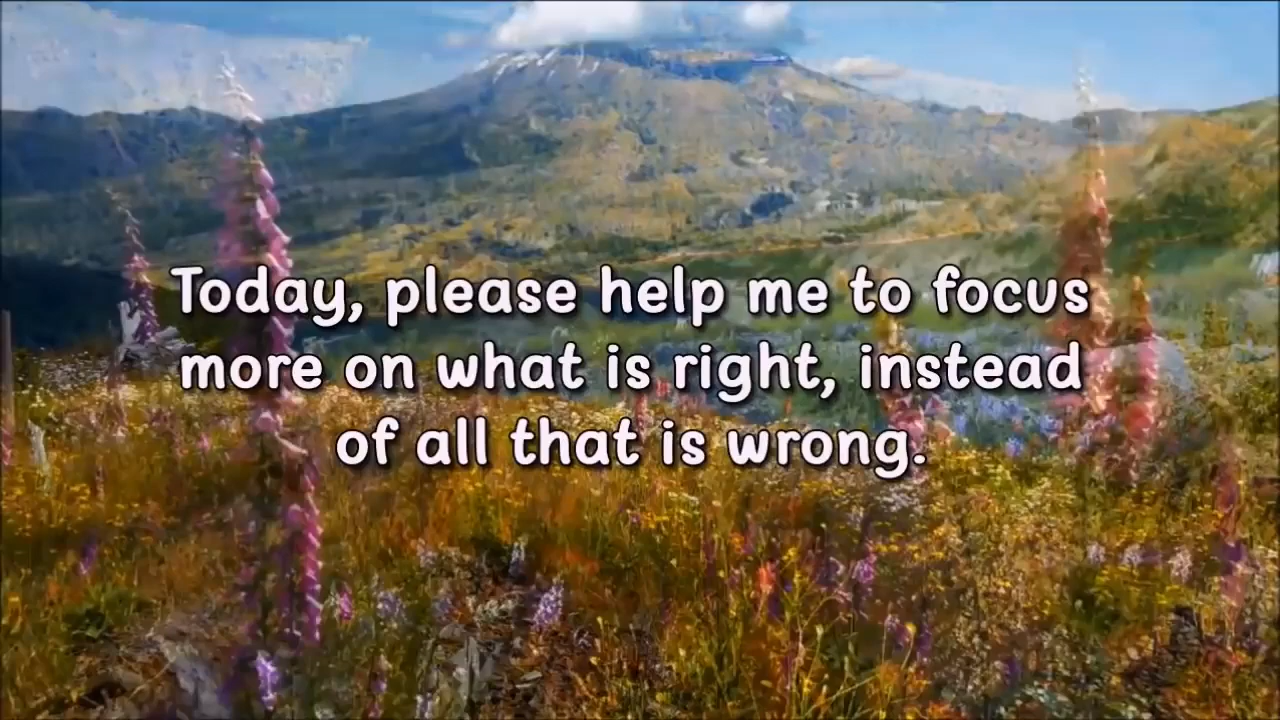 Today, please help me to focus
more on what is right, instead
of all that is wrong.